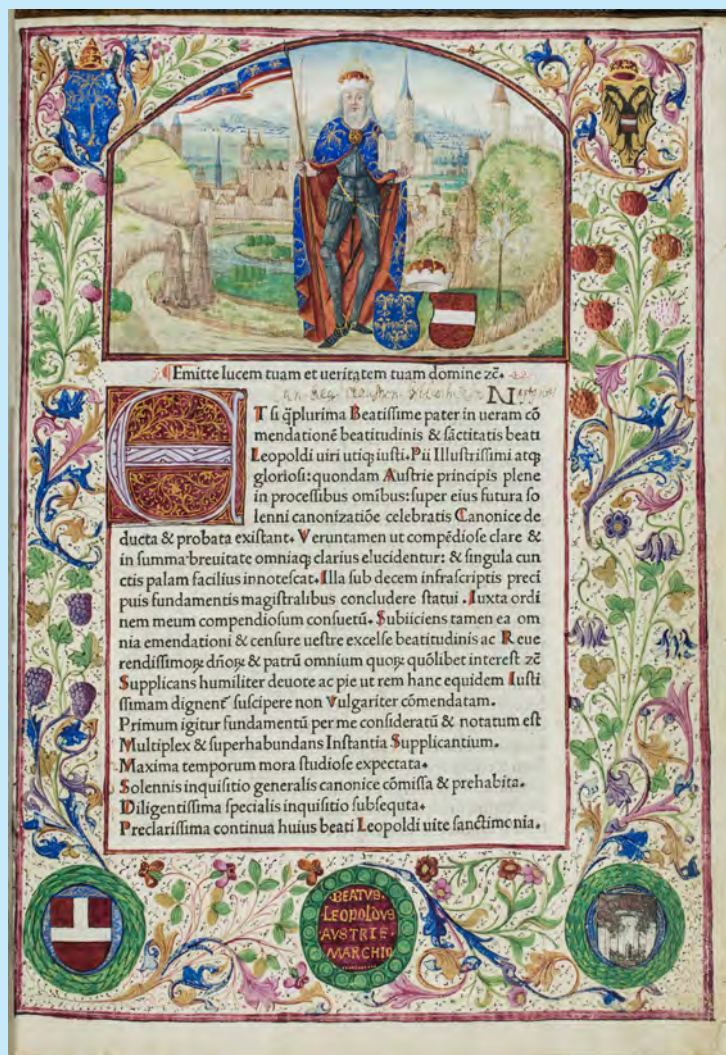 Emitte lucem tuam et ueritatem tuam domine zc̄.
ET si q̄plurima Beatissime pater in ueram cō
mendationē beatitudinis & sāctitatis beati
Leopoldi uiri utiqꝫ iusti. Pii Illustrissimi atqꝫ
gloriosi: quondam Austrie principis plene
in processibus omibus: super eius futura so
lenni canonizatiōe celebratis Canonice de
ducta & probata existant. Veruntamen ut compēdiose clare &
in summa breuitate omniaqꝫ clarius elucidentur: & singula cun
ctis palam facilius innotescat. Illa sub decem infrascriptis preci
puis fundamentis magistralibus concludere statui. Iuxta ordi
nem meum compendiosum consuetū. Subiiciens tamen ea om
nia emendationi & censure uestre excelse beatitudinis ac Reue
rendissimoꝝ dn̄oꝝ & patrū omnium quoꝝ quōlibet interest zc̄
Supplicans humiliter deuote ac pie ut rem hanc equidem Iusti
ssimam dignent̄ suscipere non Vulgariter cōmendatam.
Primum igitur fundamentū per me consideratū & notatum est
Multiplex & superhabundans Instantia Supplicantium.
Maxima temporum mora studiose expectata.
Solennis inquisitio generalis canonice cōmissa & prehabita.
Diligentissima specialis inquisitio subsequta.
Preclarissima continua huius beati Leopoldi uite sanctimonia.
BEATVS
LEOPOLDVS
AVSTRIE
MARCHIO